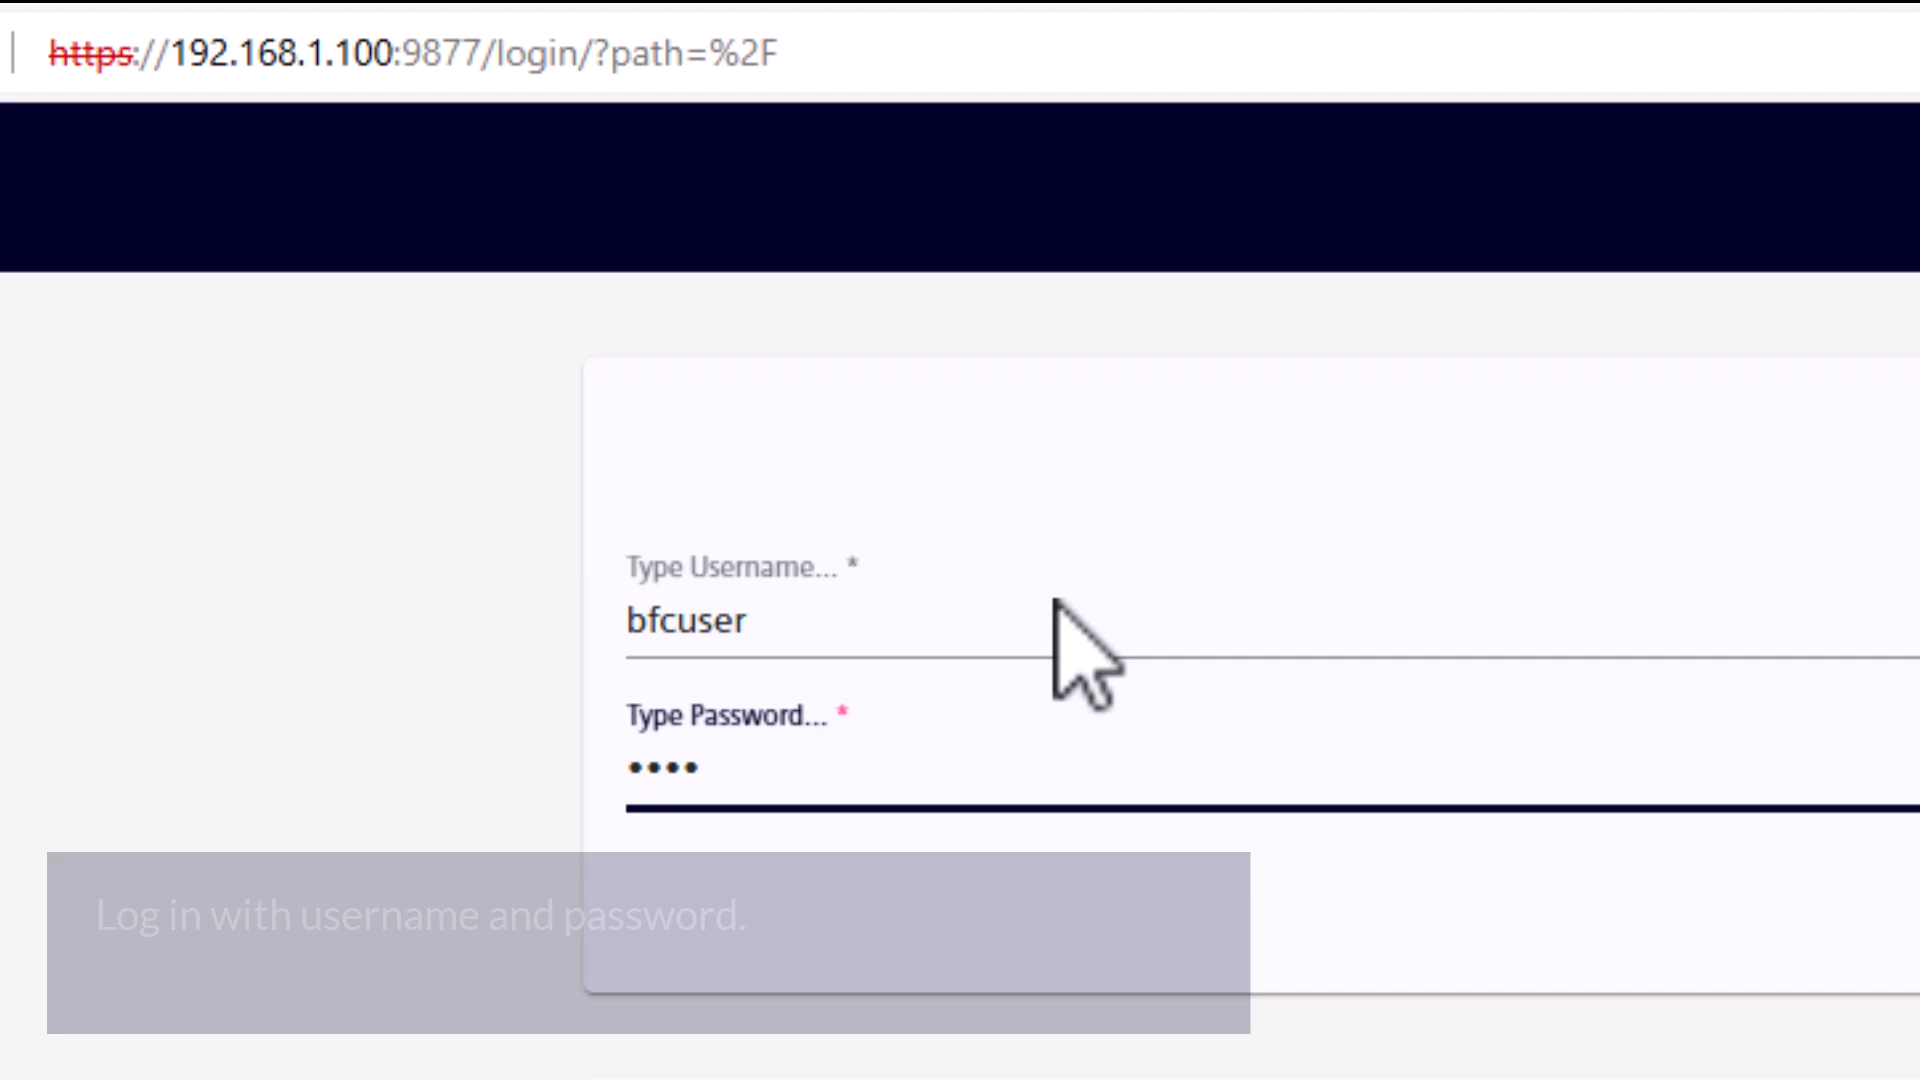 https://192.168.1.100:9877/login/?path=%2F
Type Username... *
bfcuser
Type Password... *
••••
Log in with username and password.